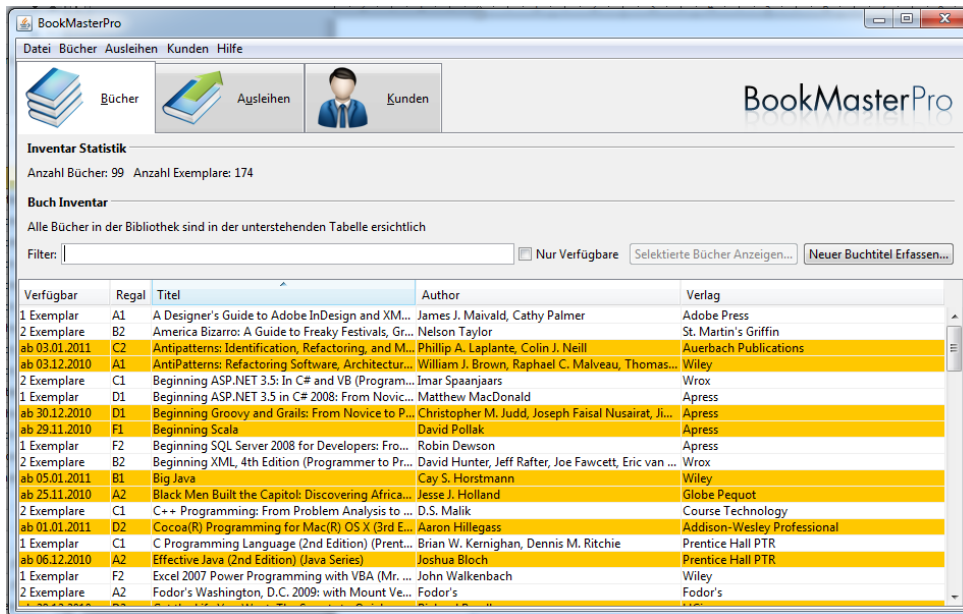 BookMasterPro
Datei Bücher Ausleihen Kunden Hilfe
Bücher Ausleihen Kunden BookMasterPro
Inventar Statistik
Anzahl Bücher: 99 Anzahl Exemplare: 174
Buch Inventar
Alle Bücher in der Bibliothek sind in der unterstehenden Tabelle ersichtlich
Filter: Nur Verfügbare Selektierte Bücher Anzeigen... Neuer Buchtitel Erfassen...
Verfügbar Regal Titel Author Verlag
1 Exemplar A1 A Designer's Guide to Adobe InDesign and XM... James J. Maivald, Cathy Palmer Adobe Press
2 Exemplare B2 America Bizarro: A Guide to Freaky Festivals, Gr... Nelson Taylor St. Martin's Griffin
ab 03.01.2011 C2 Antipatterns: Identification, Refactoring, and M... Phillip A. Laplante, Colin J. Neill Auerbach Publications
ab 03.12.2010 A1 AntiPatterns: Refactoring Software, Architectur... William J. Brown, Raphael C. Malveau, Thomas... Wiley
2 Exemplare C1 Beginning ASP.NET 3.5: In C# and VB (Program... Imar Spaanjaars Wrox
1 Exemplar D1 Beginning ASP.NET 3.5 in C# 2008: From Novic... Matthew MacDonald Apress
ab 30.12.2010 D1 Beginning Groovy and Grails: From Novice to P... Christopher M. Judd, Joseph Faisal Nusairat, Ji... Apress
ab 29.11.2010 F1 Beginning Scala David Pollak Apress
1 Exemplar F2 Beginning SQL Server 2008 for Developers: Fro... Robin Dewson Apress
2 Exemplare B2 Beginning XML, 4th Edition (Programmer to Pr... David Hunter, Jeff Rafter, Joe Fawcett, Eric van ... Wrox
ab 05.01.2011 B1 Big Java Cay S. Horstmann Wiley
ab 25.11.2010 A2 Black Men Built the Capitol: Discovering Africa... Jesse J. Holland Globe Pequot
2 Exemplare C1 C++ Programming: From Problem Analysis to ... D.S. Malik Course Technology
ab 01.01.2011 D2 Cocoa(R) Programming for Mac(R) OS X (3rd E... Aaron Hillegass Addison-Wesley Professional
1 Exemplar C1 C Programming Language (2nd Edition) (Prent... Brian W. Kernighan, Dennis M. Ritchie Prentice Hall PTR
ab 06.12.2010 A2 Effective Java (2nd Edition) (Java Series) Joshua Bloch Prentice Hall PTR
1 Exemplar F2 Excel 2007 Power Programming with VBA (Mr. ... John Walkenbach Wiley
2 Exemplare A2 Fodor's Washington, D.C. 2009: with Mount Ve... Fodor's Fodor's